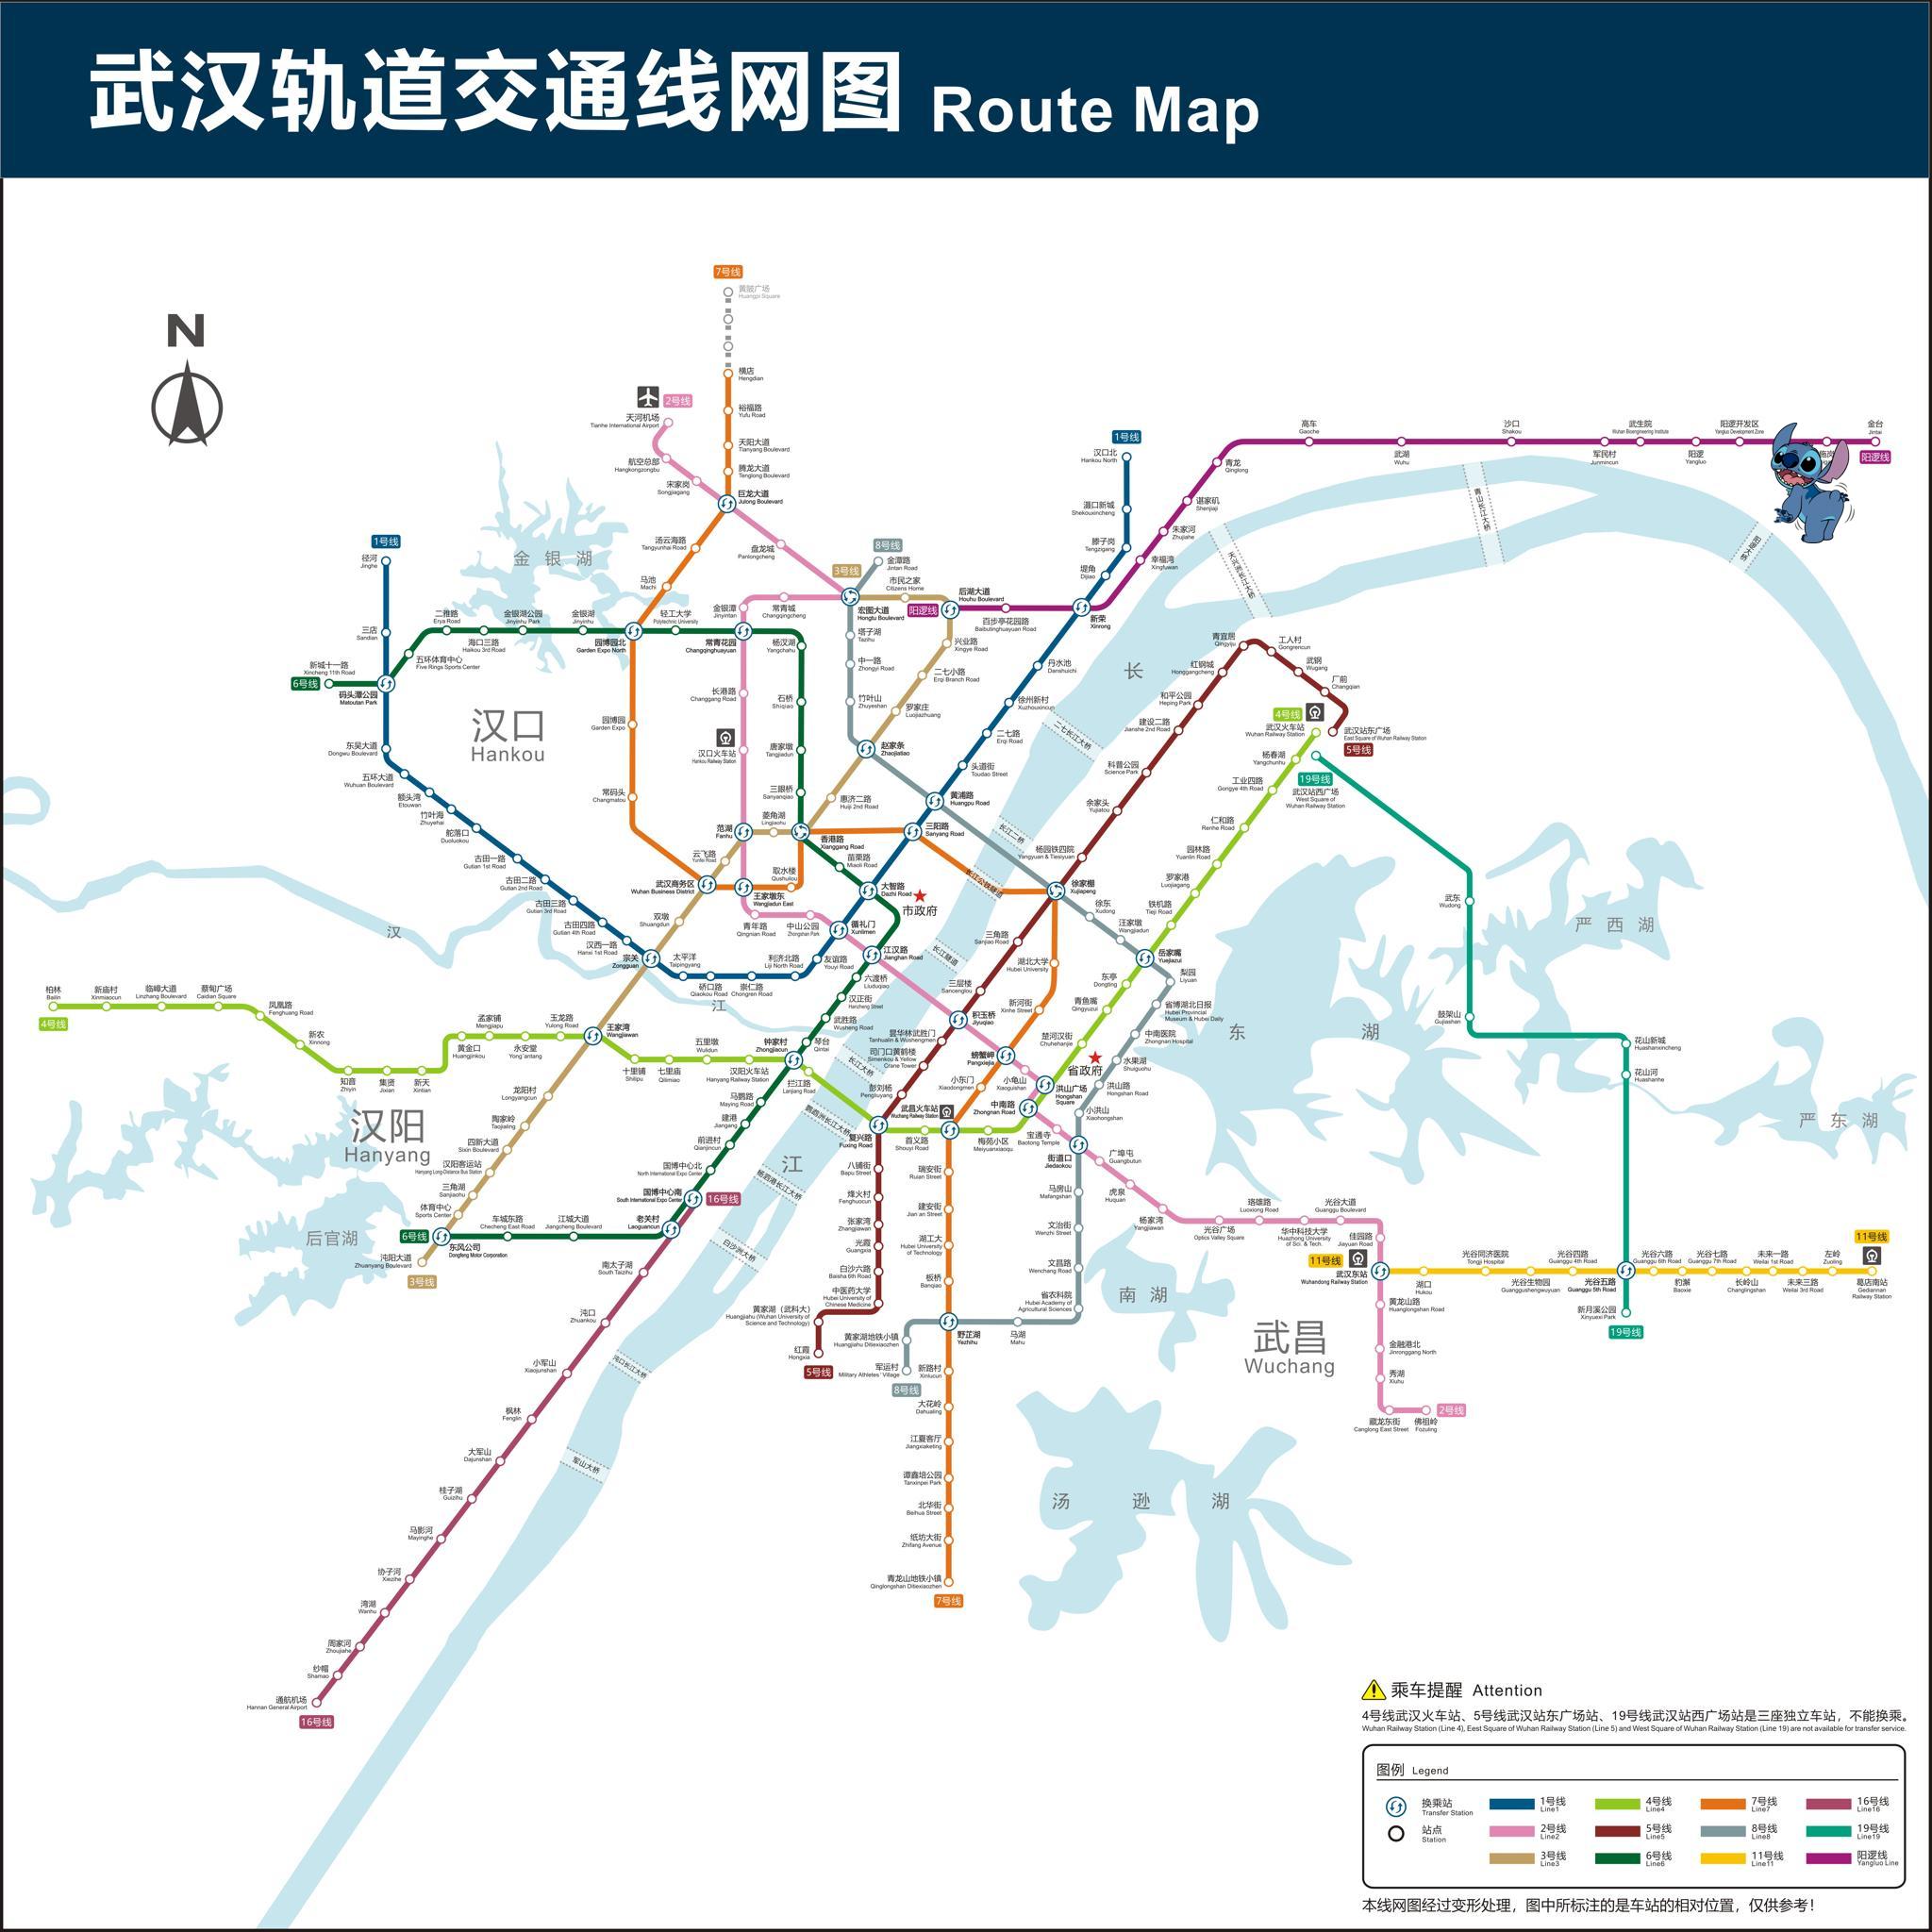 武汉轨道交通线网图 Route Map
N
7号线
黄陂广场
Huangpi Square
横店
Hengdian
裕福路
Yufu Road
天阳大道
Tianyang Boulevard
腾龙大道
Tenglong Boulevard
巨龙大道
Julong Boulevard
2号线
天河机场
Tianhe International Airport
航空总部
Hangkongzongbu
宋家岗
Songjiagang
盘龙城
Panlongcheng
汤云海路
Tangyunhai Road
马池
Machi
金银湖
1号线
径河
Jinghe
三店
Sandian
二雅路
Erya Road
海口三路
Haikou 3rd Road
金银湖公园
Jinyinhu Park
金银湖
Jinyinhu
园博园北
Garden Expo North
轻工大学
Polytechnic University
常青花园
Changqinghuayuan
杨汊湖
Yangchahu
金银潭
Jinyintan
常青城
Changqingcheng
五环体育中心
Five Rings Sports Center
新城十一路
Xincheng 11th Road
6号线
码头潭公园
Matoutan Park
东吴大道
Dongwu Boulevard
五环大道
Wuhuan Boulevard
额头湾
Etouwan
竹叶海
Zhuyehai
舵落口
Duoluokou
古田一路
Gutian 1st Road
古田二路
Gutian 2nd Road
古田三路
Gutian 3rd Road
古田四路
Gutian 4th Road
汉西一路
Hanxi 1st Road
宗关
Zongguan
太平洋
Taipingyang
硚口路
Qiaokou Road
崇仁路
Chongren Road
利济北路
Liji North Road
友谊路
Youyi Road
循礼门
Xunlimen
大智路
Dazhi Road
三阳路
Sanyang Road
黄浦路
Huangpu Road
头道街
Toudao Street
二七路
Erqi Road
徐州新村
Xuzhouxincun
丹水池
Danshuichi
新荣
Xinrong
堤角
Dijiao
滕子岗
Tengzigang
滠口新城
Shekouxincheng
汉口北
Hankou North
1号线
8号线
金潭路
Jintan Road
3号线
市民之家
Citizens Home
宏图大道
Hongtu Boulevard
阳逻线
后湖大道
Houhu Boulevard
百步亭花园路
Baibutinghuayuan Road
塔子湖
Tazihu
中一路
Zhongyi Road
竹叶山
Zhuyeshan
赵家条
Zhaojiatiao
兴业路
Xingye Road
二七小路
Erqi Branch Road
罗家庄
Luojiazhuang
惠济二路
Huiji 2nd Road
香港路
Xianggang Road
菱角湖
Lingjiaohu
范湖
Fanhu
云飞路
Yunfei Road
武汉商务区
Wuhan Business District
双墩
Shuangdun
汉口
Hankou
园博园
Garden Expo
常码头
Changmatou
长港路
Changgang Road
汉口火车站
Hankou Railway Station
石桥
Shiqiao
唐家墩
Tangjiadun
三眼桥
Sanyanqiao
苗栗路
Miaoli Road
取水楼
Qushuilou
王家墩东
Wangjiadun East
青年路
Qingnian Road
中山公园
Zhongshan Park
市政府
江汉路
Jianghan Road
六渡桥
Liuduqiao
汉正街
Hanzheng Street
武胜路
Wusheng Road
琴台
Qintai
幸福湾
Xingfuwan
朱家河
Zhujiahe
谌家矶
Shenjiaji
青龙
Qinglong
高车
Gaoche
武湖
Wuhu
沙口
Shakou
军民村
Junmincun
武生院
Wuhan Bioengineering Institute
阳逻
Yangluo
阳逻开发区
Yangluo Development Zone
施岗
金台
Jintai
阳逻线
天兴洲长江大桥
青山长江大桥
阳逻大桥
长
青宜居
Qingyiju
工人村
Gongrencun
武钢
Wugang
厂前
Changqian
红钢城
Honggangcheng
和平公园
Heping Park
建设二路
Jianshe 2nd Road
科普公园
Science Park
余家头
Yujiatou
杨园铁四院
Yangyuan & Tiesiyuan
徐家棚
Xujiapeng
4号线
武汉火车站
Wuhan Railway Station
武汉站东广场
East Square of Wuhan Railway Station
5号线
19号线
武汉站西广场
West Square of
Wuhan Railway Station
杨春湖
Yangchunhu
工业四路
Gongye 4th Road
仁和路
Renhe Road
园林路
Yuanlin Road
罗家港
Luojiagang
铁机路
Tieji Road
岳家嘴
Yuejiazui
徐东
Xudong
汪家墩
Wangjiadun
二七长江大桥
长江二桥
长江公铁隧道
长江隧道
长江大桥
鹦鹉洲长江大桥
杨泗港长江大桥
白沙洲大桥
沌口长江大桥
军山大桥
江
汉
江
三角路
Sanjiao Road
湖北大学
Hubei University
三层楼
Sancenglou
新河街
Xinhe Street
积玉桥
Jiyuqiao
昙华林武胜门
Tanhualin & Wushengmen
司门口黄鹤楼
Simenkou & Yellow
Crane Tower
彭刘杨
Pengliuyang
复兴路
Fuxing Road
东亭
Dongting
青鱼嘴
Qingyuzui
楚河汉街
Chuhehanjie
梨园
Liyuan
省博湖北日报
Hubei Provincial
Museum & Hubei Daily
中南医院
Zhongnan Hospital
水果湖
Shuiguohu
洪山路
Hongshan Road
小洪山
Xiaohongshan
省政府
螃蟹岬
Pangxiejia
小龟山
Xiaoguishan
洪山广场
Hongshan
Square
中南路
Zhongnan Road
小东门
Xiaodongmen
武昌火车站
Wuchang Railway Station
首义路
Shouyi Road
梅苑小区
Meiyuanxiaoqu
宝通寺
Baotong Temple
街道口
Jiedaokou
广埠屯
Guangbutun
虎泉
Huquan
杨家湾
Yangjiawan
光谷广场
Optics Valley Square
珞雄路
Luoxiong Road
华中科技大学
Huazhong University
of Sci. & Tech.
光谷大道
Guanggu Boulevard
佳园路
Jiayuan Road
11号线
武汉东站
Wuhandong Railway Station
湖口
Hukou
光谷同济医院
Tongji Hospital
光谷生物园
Guanggushengwuyuan
光谷四路
Guanggu 4th Road
光谷五路
Guanggu 5th Road
光谷六路
Guanggu 6th Road
豹澥
Baoxie
光谷七路
Guanggu 7th Road
长岭山
Changlingshan
未来一路
Weilai 1st Road
未来三路
Weilai 3rd Road
左岭
Zuoling
11号线
葛店南站
Gediannan
Railway Station
武东
Wudong
鼓架山
Gujiashan
花山新城
Huashanxincheng
花山河
Huashanhe
新月溪公园
Xinyuexi Park
19号线
东 湖
严西湖
严东湖
黄龙山路
Huanglongshan Road
金融港北
Jinronggang North
秀湖
Xiuhu
藏龙东街
Canglong East Street
佛祖岭
Fozuling
2号线
柏林
Bailin
4号线
新庙村
Xinmiaocun
临嶂大道
Linzhang Boulevard
蔡甸广场
Caidian Square
凤凰路
Fenghuang Road
新农
Xinnong
知音
Zhiyin
集贤
Jixian
新天
Xintian
黄金口
Huangjinkou
孟家铺
Mengjiapu
永安堂
Yong`antang
玉龙路
Yulong Road
王家湾
Wangjiawan
十里铺
Shilipu
七里庙
Qilimiao
五里墩
Wulidun
汉阳火车站
Hanyang Railway Station
钟家村
Zhongjiacun
拦江路
Lanjiang Road
马鹦路
Maying Road
建港
Jiangang
前进村
Qianjincun
国博中心北
North International Expo Center
国博中心南
South International Expo Center
16号线
老关村
Laoguancun
江城大道
Jiangcheng Boulevard
车城东路
Checheng East Road
6号线
东风公司
Dongfeng Motor Corporation
汉阳
Hanyang
龙阳村
Longyangcun
陶家岭
Taojialing
四新大道
Sixin Boulevard
汉阳客运站
Hanyang Long-Distance Bus Station
三角湖
Sanjiaohu
体育中心
Sports Center
沌阳大道
Zhuanyang Boulevard
3号线
后官湖
南太子湖
South Taizihu
沌口
Zhuankou
小军山
Xiaojunshan
枫林
Fenglin
大军山
Dajunshan
桂子湖
Guizihu
马影河
Mayinghe
协子河
Xiezihe
湾湖
Wanhu
周家河
Zhoujiahe
纱帽
Shamao
通航机场
Hannan General Airport
16号线
八铺街
Bapu Street
烽火村
Fenghuocun
张家湾
Zhangjiawan
光霞
Guangxia
白沙六路
Baisha 6th Road
中医药大学
Hubei University of
Chinese Medicine
黄家湖（武科大）
Huangjiahu (Wuhan University of
Science and Technology)
红霞
Hongxia
5号线
瑞安街
Ruian Street
建安街
Jian`an Street
湖工大
Hubei University
of Technology
板桥
Banqiao
野芷湖
Yezhihu
黄家湖地铁小镇
Huangjiahu Ditiexiaozhen
军运村
Military Athletes' Village
8号线
马湖
Mahu
马房山
Mafangshan
文治街
Wenzhi Street
文昌路
Wenchang Road
省农科院
Hubei Academy of
Agricultural Sciences
新路村
Xinlucun
大花岭
Dahualing
江夏客厅
Jiangxiaketing
谭鑫培公园
Tanxinpei Park
北华街
Beihua Street
纸坊大街
Zhifang Avenue
青龙山地铁小镇
Qinglongshan Ditiexiaozhen
7号线
南湖
武昌
Wuchang
汤逊湖
乘车提醒 Attention
4号线武汉火车站、5号线武汉站东广场站、19号线武汉站西广场站是三座独立车站，不能换乘。
Wuhan Railway Station (Line 4), Eest Square of Wuhan Railway Station (Line 5) and West Square of Wuhan Railway Station (Line 19) are not available for transfer service.
图例 Legend
换乘站
Transfer Station
站点
Station
1号线
Line1
2号线
Line2
3号线
Line3
4号线
Line4
5号线
Line5
6号线
Line6
7号线
Line7
8号线
Line8
11号线
Line11
16号线
Line16
19号线
Line19
阳逻线
Yangluo Line
本线网图经过变形处理，图中所标注的是车站的相对位置，仅供参考！